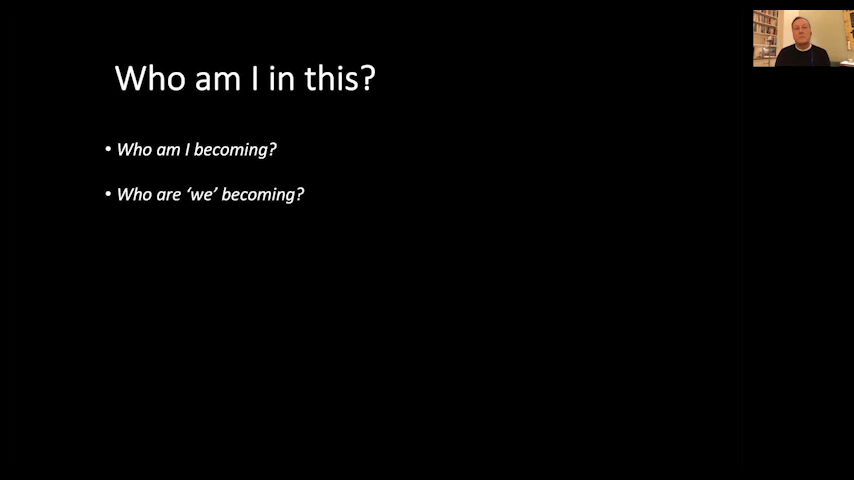 Who am I in this?
• Who am I becoming?
• Who are ‘we’ becoming?